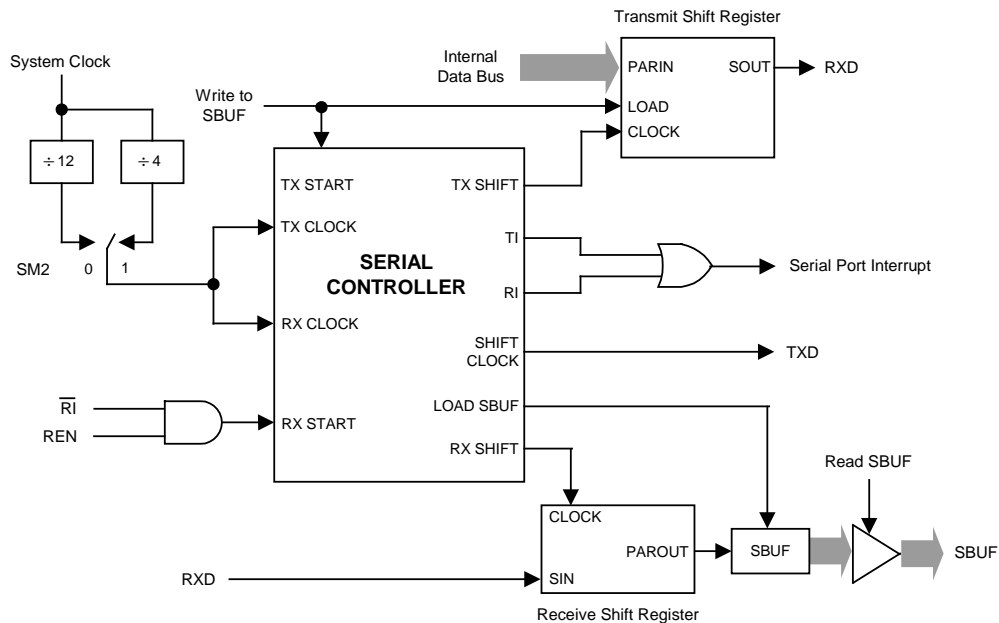 Transmit Shift Register
System Clock
Internal
Data Bus
PARIN
SOUT
RXD
Write to
SBUF
LOAD
CLOCK
÷12
÷4
TX START
TX SHIFT
TX CLOCK
TI
SM2
0
1
SERIAL
CONTROLLER
Serial Port Interrupt
RI
RX CLOCK
SHIFT
CLOCK
TXD
R̅I̅
REN
LOAD SBUF
RX START
RX SHIFT
Read SBUF
CLOCK
PAROUT
SBUF
SBUF
RXD
SIN
Receive Shift Register